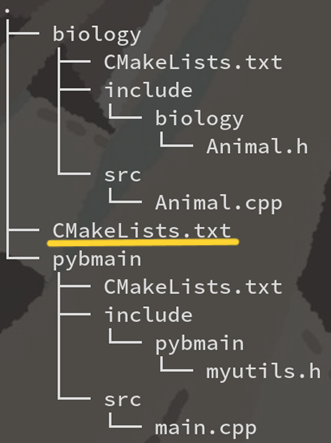 .
├── biology
│   ├── CMakeLists.txt
│   ├── include
│   │   └── biology
│   │       └── Animal.h
│   └── src
│       └── Animal.cpp
├── CMakeLists.txt
└── pybmain
    ├── CMakeLists.txt
    ├── include
    │   └── pybmain
    │       └── myutils.h
    └── src
        └── main.cpp